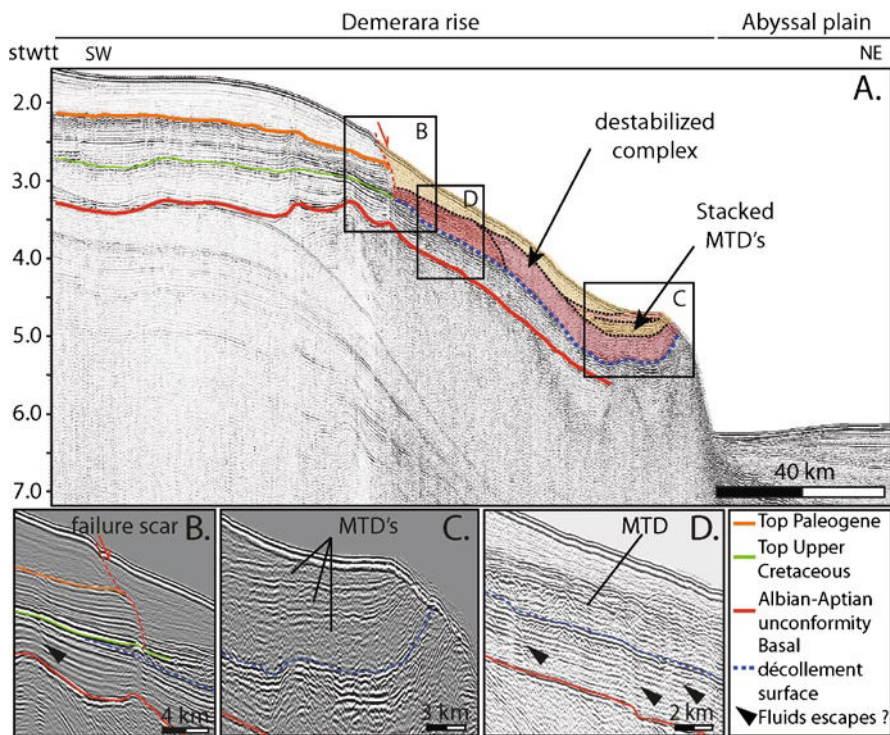 Demerara rise
Abyssal plain
stwtt SW
NE
A.
2.0
B
destabilized
complex
3.0
D
Stacked
MTD's
4.0
C
5.0
6.0
40 km
7.0
failure scar
B.
4 km
MTD's
C.
3 km
MTD
D.
2 km
Top Paleogene
Top Upper
Cretaceous
Albian-Aptian
unconformity
Basal
décollement
surface
Fluids escapes ?